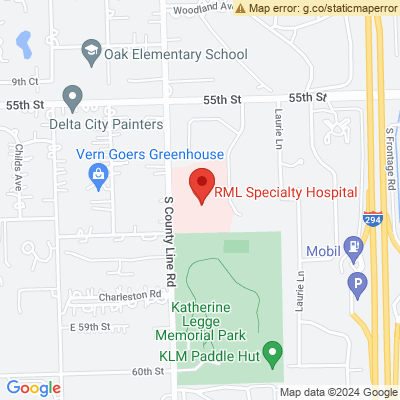 Woodland Ave
Map error: g.co/staticmaperror
Oak Elementary School
9th Ct
55th St
55th St
55th St
Delta City Painters
Laurie Ln
S Frontage Rd
Childs Ave
Vern Goers Greenhouse
RML Specialty Hospital
S County Line Rd
294
Mobil
P
Laurie Ln
Charleston Rd
Katherine
Legge
Memorial Park
E 59th St
KLM Paddle Hut
60th St
Google
Map data ©2024 Google